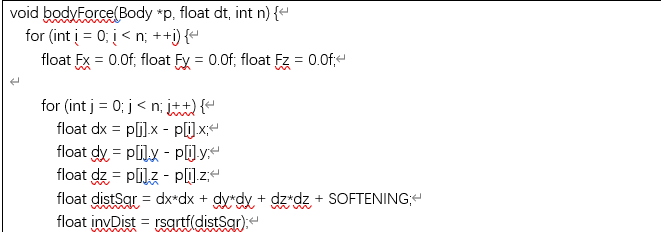 void bodyForce(Body *p, float dt, int n) {
for (int i = 0; i < n; ++i) {
float Fx = 0.0f; float Fy = 0.0f; float Fz = 0.0f;
for (int j = 0; j < n; j++) {
float dx = p[j].x - p[i].x;
float dy = p[j].y - p[i].y;
float dz = p[j].z - p[i].z;
float distSqr = dx*dx + dy*dy + dz*dz + SOFTENING;
float invDist = rsqrtf(distSqr);